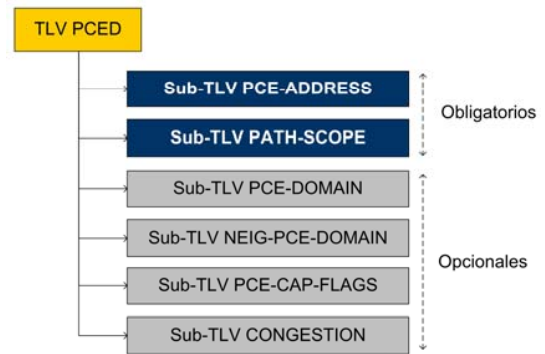 TLV PCED
Sub-TLV PCE-ADDRESS
Sub-TLV PATH-SCOPE
Obligatorios
Sub-TLV PCE-DOMAIN
Sub-TLV NEIG-PCE-DOMAIN
Sub-TLV PCE-CAP-FLAGS
Sub-TLV CONGESTION
Opcionales